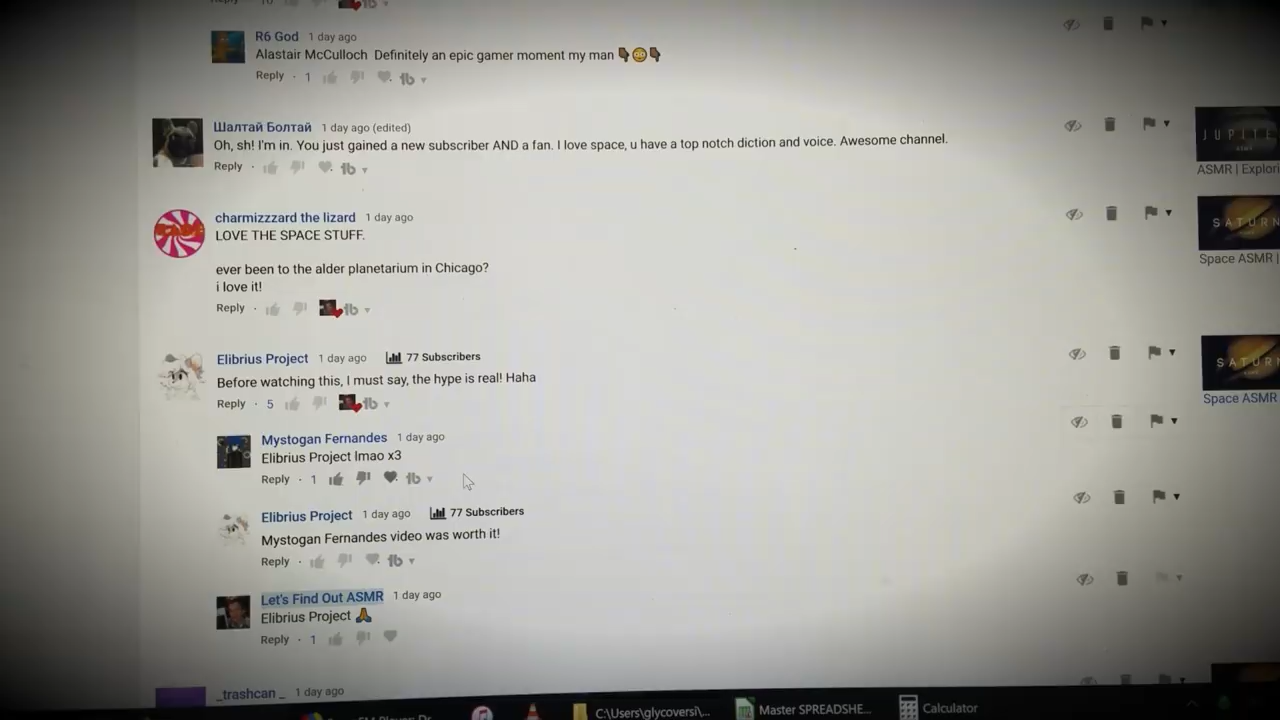 R6 God 1 day ago
Alastair McCulloch Definitely an epic gamer moment my man 👇🏿😳👇🏿
Reply · 1
Шалтай Болтай 1 day ago (edited)
Oh, sh! I'm in. You just gained a new subscriber AND a fan. I love space, u have a top notch diction and voice. Awesome channel.
Reply ·
JUPITE
ASMR | Explori
charmizzzard the lizard 1 day ago
LOVE THE SPACE STUFF.
SATURN
ever been to the alder planetarium in Chicago?
Space ASMR |
i love it!
Reply ·
Elibrius Project 1 day ago 77 Subscribers
Before watching this, I must say, the hype is real! Haha
SATURN
Reply · 5
Space ASMR
Mystogan Fernandes 1 day ago
Elibrius Project lmao x3
Reply · 1
Elibrius Project 1 day ago 77 Subscribers
Mystogan Fernandes video was worth it!
Reply ·
Let's Find Out ASMR 1 day ago
Elibrius Project 🙏
Reply · 1
_trashcan_ 1 day ago
C:\Users\glycoversi\... Master SPREADSHE... Calculator